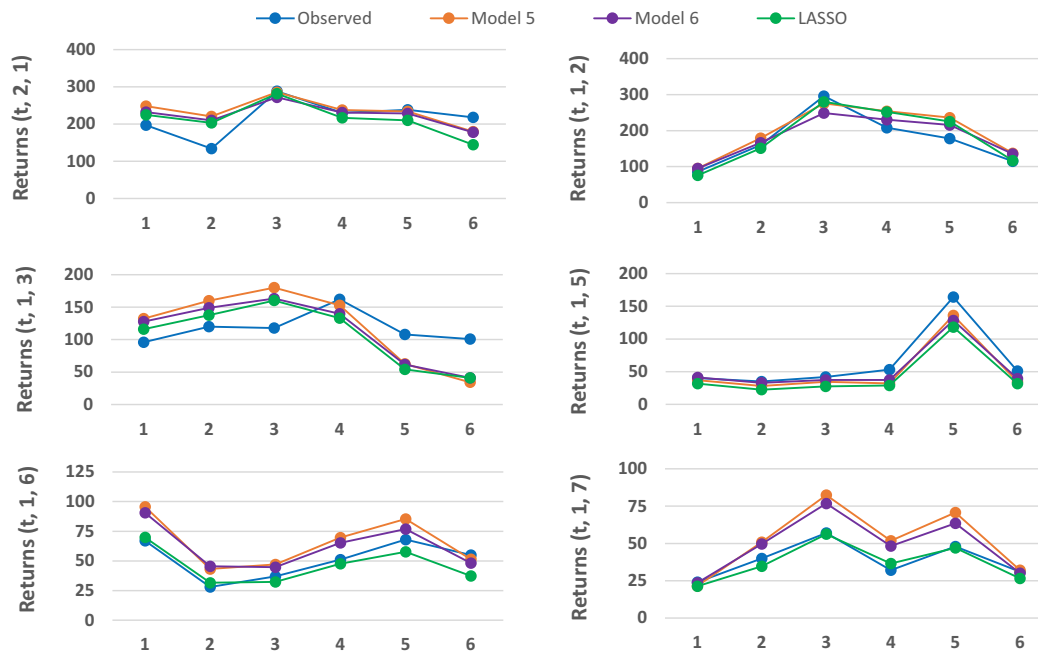 Observed Model 5 Model 6 LASSO
Returns (t, 2, 1)
400
300
200
100
0
1 2 3 4 5 6
Returns (t, 1, 2)
400
300
200
100
0
1 2 3 4 5 6
Returns (t, 1, 3)
200
150
100
50
0
1 2 3 4 5 6
Returns (t, 1, 5)
200
150
100
50
0
1 2 3 4 5 6
Returns (t, 1, 6)
125
100
75
50
25
0
1 2 3 4 5 6
Returns (t, 1, 7)
100
75
50
25
0
1 2 3 4 5 6